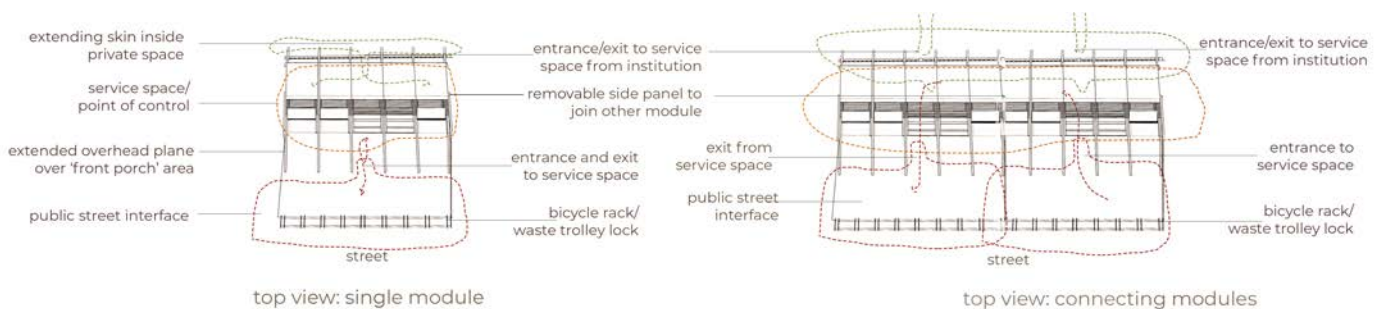 extending skin inside
private space
service space/
point of control
extended overhead plane
over ‘front porch’ area
public street interface
entrance/exit to service
space from institution
removable side panel to
join other module
entrance and exit
to service space
bicycle rack/
waste trolley lock
street
top view: single module
exit from
service space
public street
interface
entrance/exit to service
space from institution
entrance to
service space
bicycle rack/
waste trolley lock
street
top view: connecting modules